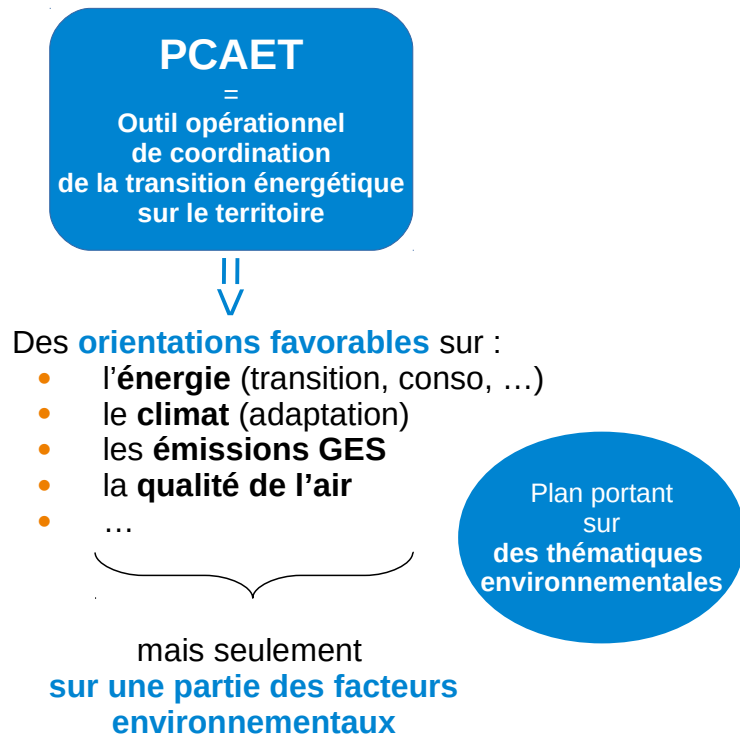 PCAET
=
Outil opérationnel
de coordination
de la transition énergétique
sur le territoire
=>
Des orientations favorables sur :
• l’énergie (transition, conso, …)
• le climat (adaptation)
• les émissions GES
• la qualité de l’air
• …
Plan portant
sur
des thématiques
environnementales
mais seulement
sur une partie des facteurs
environnementaux